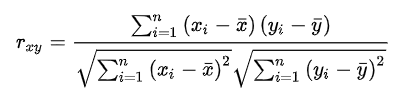 r_{xy} = \frac{\sum_{i=1}^{n} (x_i - \bar{x}) (y_i - \bar{y})}{\sqrt{\sum_{i=1}^{n} (x_i - \bar{x})^2} \sqrt{\sum_{i=1}^{n} (y_i - \bar{y})^2}}